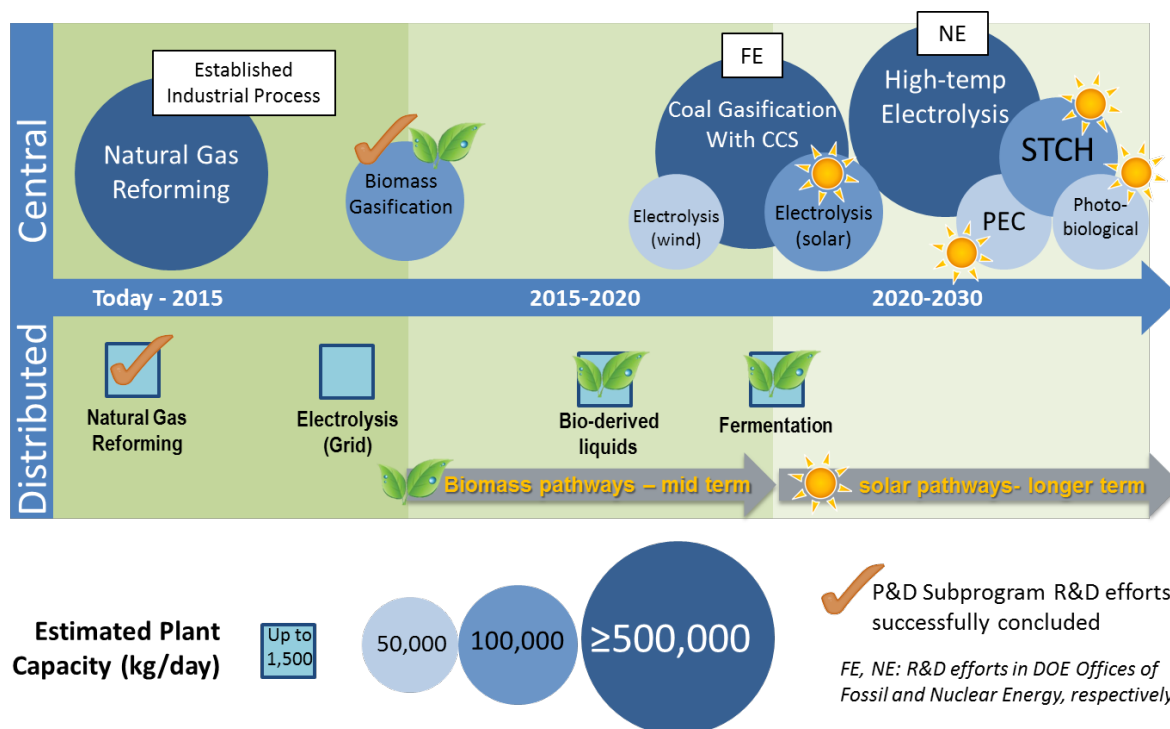 Central
Established
Industrial Process
Natural Gas
Reforming
Biomass
Gasification
FE
Coal Gasification
With CCS
Electrolysis
(wind)
Electrolysis
(solar)
NE
High-temp
Electrolysis
STCH
PEC
Photo-
biological
Today - 2015
2015-2020
2020-2030
Distributed
Natural Gas
Reforming
Electrolysis
(Grid)
Bio-derived
liquids
Fermentation
Biomass pathways – mid term
solar pathways- longer term
Estimated Plant
Capacity (kg/day)
Up to
1,500
50,000
100,000
≥500,000
P&D Subprogram R&D efforts
successfully concluded
FE, NE: R&D efforts in DOE Offices of
Fossil and Nuclear Energy, respectively